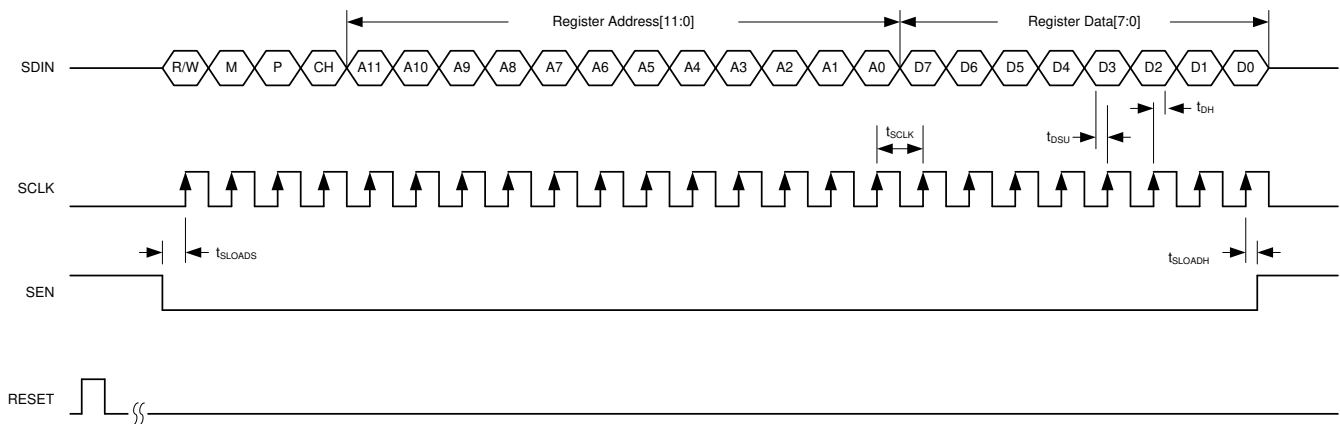 Register Address[11:0] Register Data[7:0]
SDIN R/W M P CH A11 A10 A9 A8 A7 A6 A5 A4 A3 A2 A1 A0 D7 D6 D5 D4 D3 D2 D1 D0
tDH
tSCLK tDSU
SCLK
tSLOADS tSLOADH
SEN
RESET